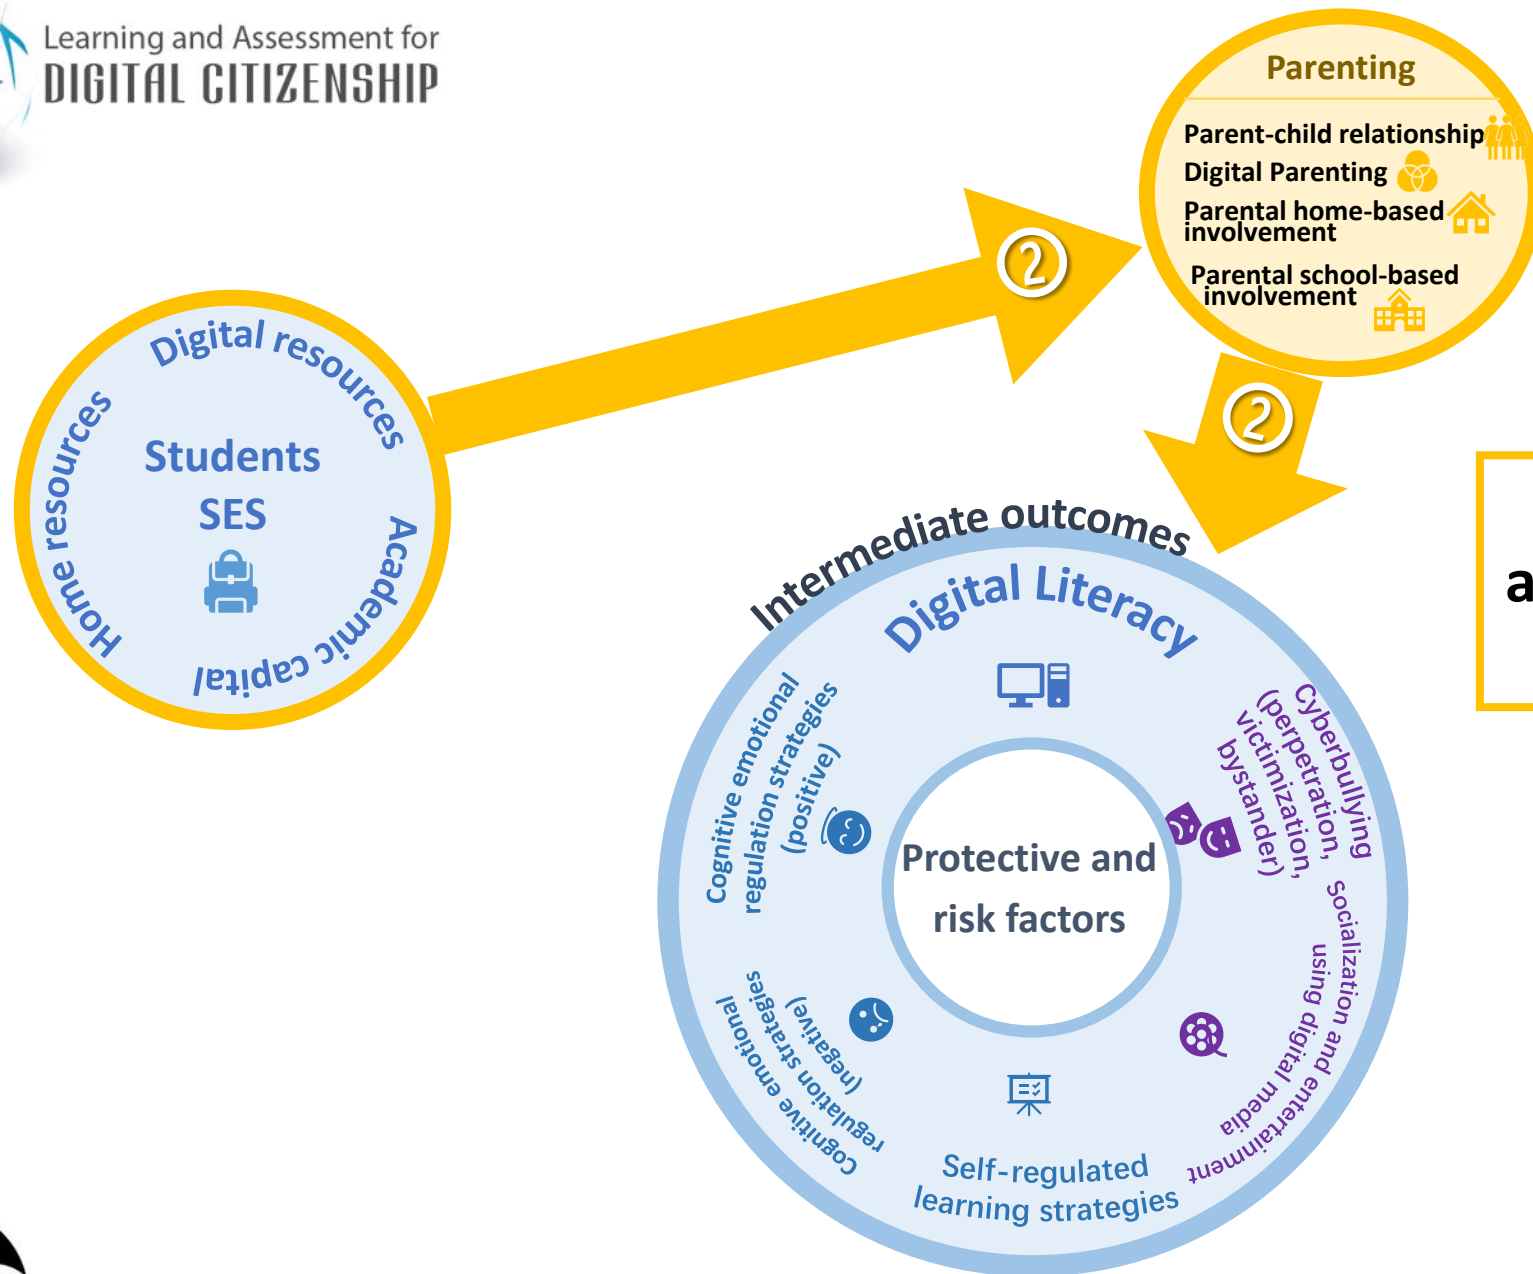 Learning and Assessment for
DIGITAL CITIZENSHIP
Parenting
Parent-child relationship
Digital Parenting
Parental home-based
involvement
Parental school-based
involvement
②
②
Digital resources
Home resources
Academic capital
Students
SES
a
Intermediate outcomes
Digital Literacy
Cognitive emotional
regulation strategies
(positive)
Cyberbullying
(perpetration,
victimization,
bystander)
Protective and
risk factors
Cognitive emotional
regulation strategies
(negative)
Socialization and entertainment
using digital media
Self-regulated
learning strategies